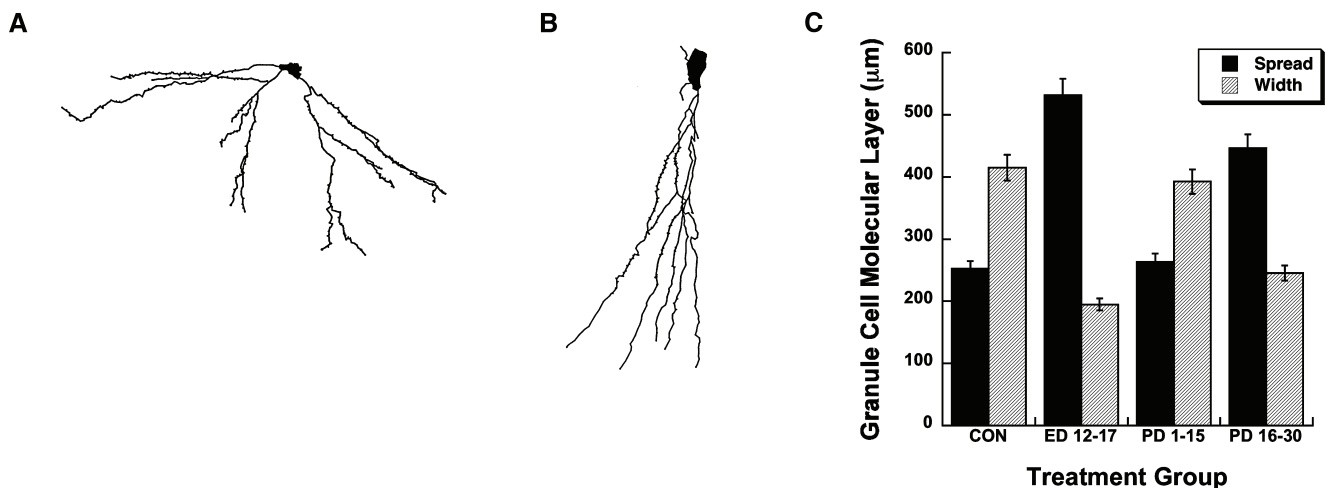 A
B
C
Granule Cell Molecular Layer (μm)
600
500
400
300
200
100
0
Spread
Width
CON
ED 12-17
PD 1-15
PD 16-30
Treatment Group